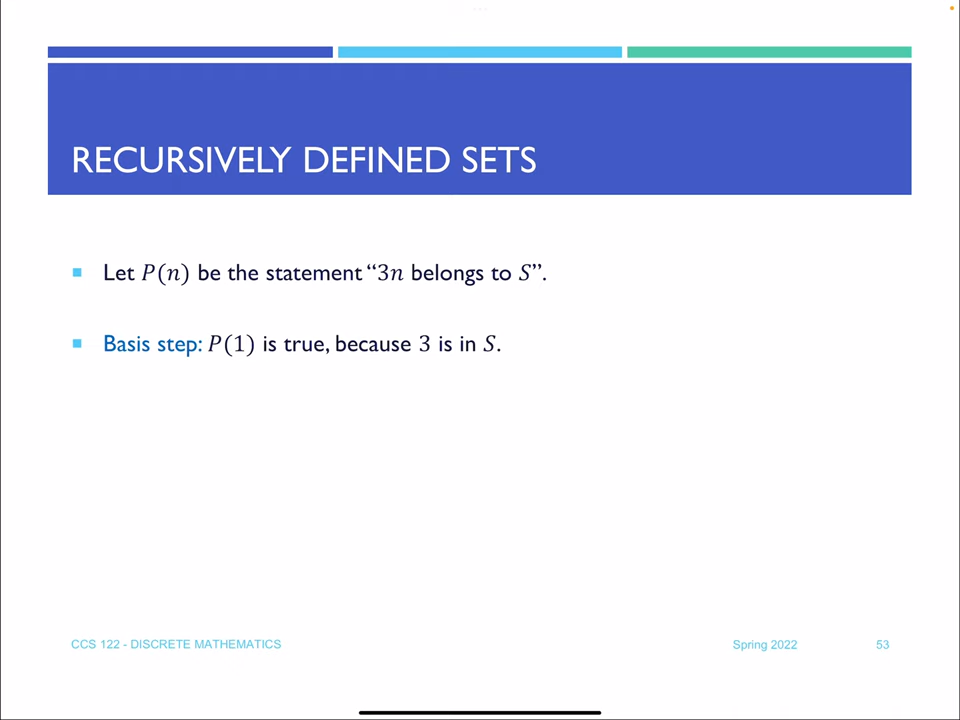 RECURSIVELY DEFINED SETS
Let P(n) be the statement “3n belongs to S”.
Basis step: P(1) is true, because 3 is in S.
CCS 122 - DISCRETE MATHEMATICS Spring 2022 53